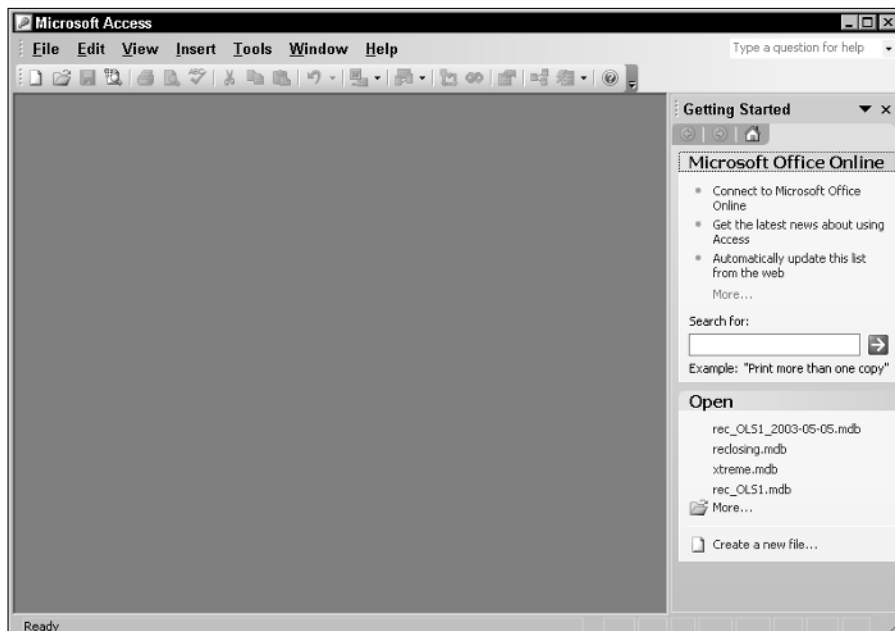 Microsoft Access
File Edit View Insert Tools Window Help
Type a question for help
Getting Started
Microsoft Office Online
Connect to Microsoft Office
Online
Get the latest news about using
Access
Automatically update this list
from the web
More...
Search for:
Example: "Print more than one copy"
Open
rec_OLS1_2003-05-05.mdb
reclosing.mdb
xtreme.mdb
rec_OLS1.mdb
More...
Create a new file...
Ready